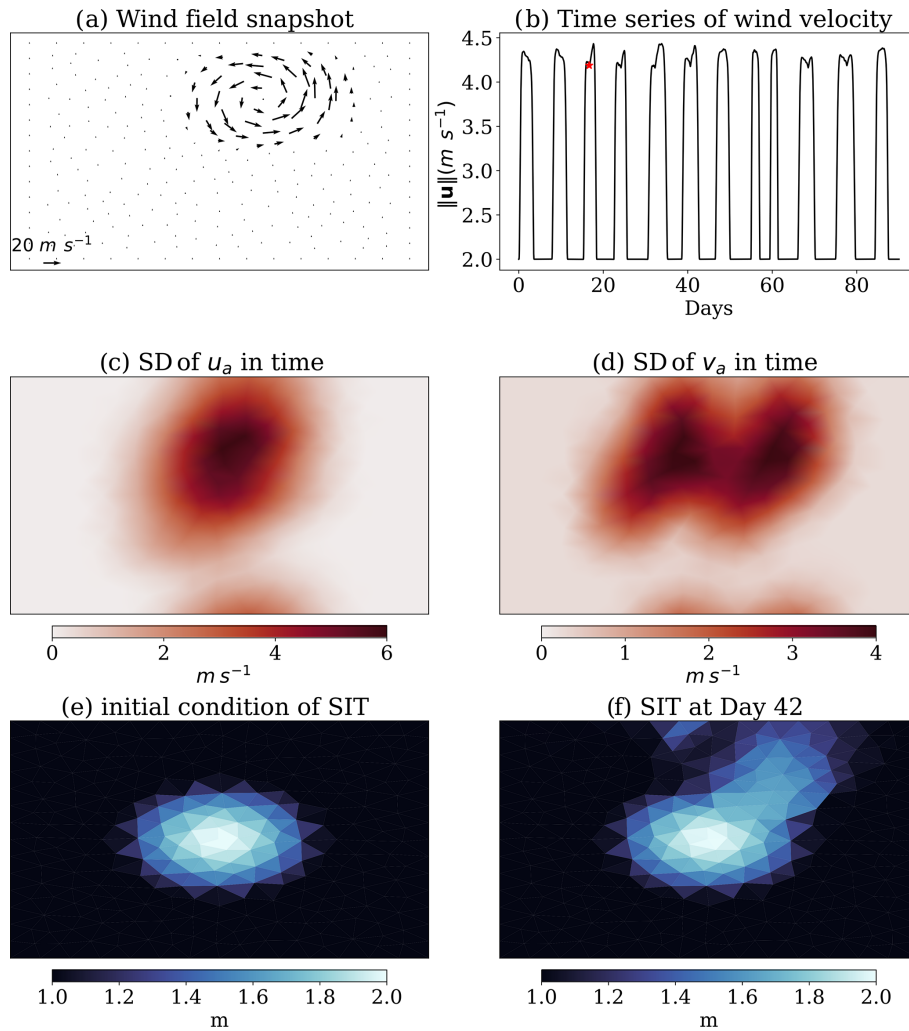 (a) Wind field snapshot
20 m s⁻¹
(b) Time series of wind velocity
‖u‖(m s⁻¹)
4.5
4.0
3.5
3.0
2.5
2.0
0 20 40 60 80
Days
(c) SD of uₐ in time
0 2 4 6
m s⁻¹
(d) SD of vₐ in time
0 1 2 3 4
m s⁻¹
(e) initial condition of SIT
1.0 1.2 1.4 1.6 1.8 2.0
m
(f) SIT at Day 42
1.0 1.2 1.4 1.6 1.8 2.0
m